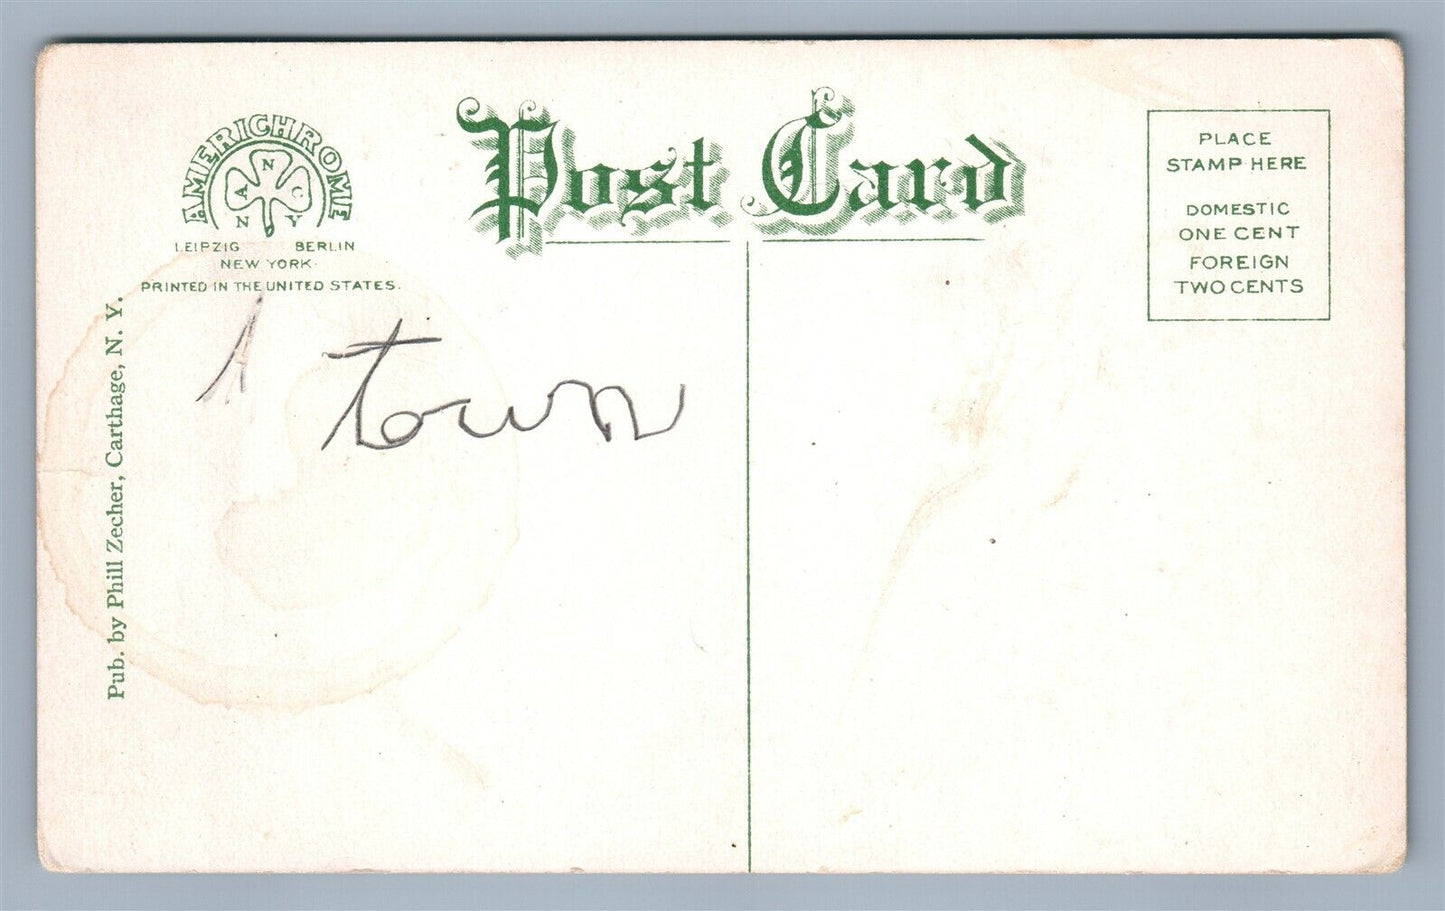 AMERICHROME
A N C
N Y
LEIPZIG BERLIN
NEW YORK.
PRINTED IN THE UNITED STATES.
Post Card
PLACE
STAMP HERE
DOMESTIC
ONE CENT
FOREIGN
TWO CENTS
Pub. by Phill Zecher, Carthage, N. Y.
town